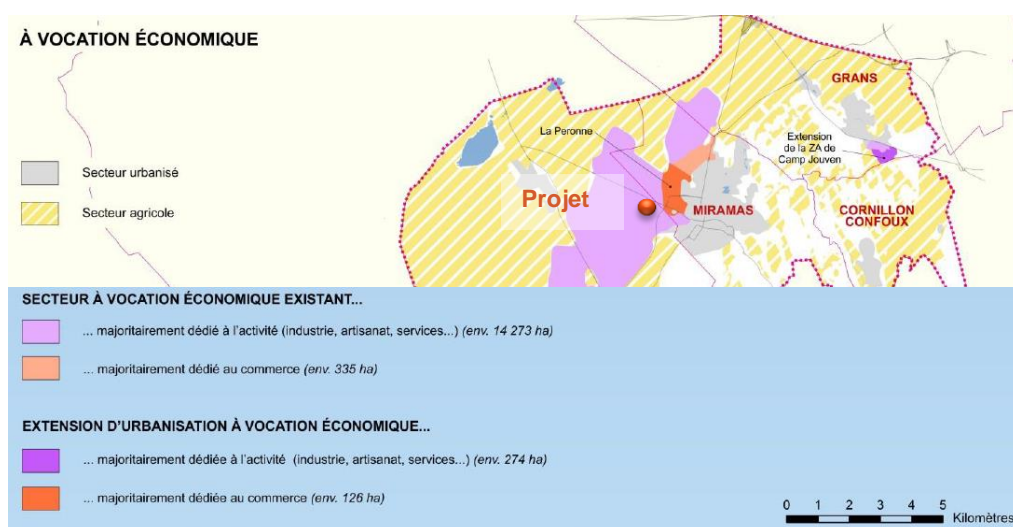 À VOCATION ÉCONOMIQUE
GRANS
La Peronne
Extension
de la ZA de
Camp Jouven
Secteur urbanisé
Projet
Secteur agricole
MIRAMAS
CORNILLON
CONFOUX
SECTEUR À VOCATION ÉCONOMIQUE EXISTANT...
... majoritairement dédié à l'activité (industrie, artisanat, services...) (env. 14 273 ha)
... majoritairement dédié au commerce (env. 335 ha)
EXTENSION D'URBANISATION À VOCATION ÉCONOMIQUE...
... majoritairement dédiée à l'activité (industrie, artisanat, services...) (env. 274 ha)
... majoritairement dédiée au commerce (env. 126 ha)
0 1 2 3 4 5
Kilomètres